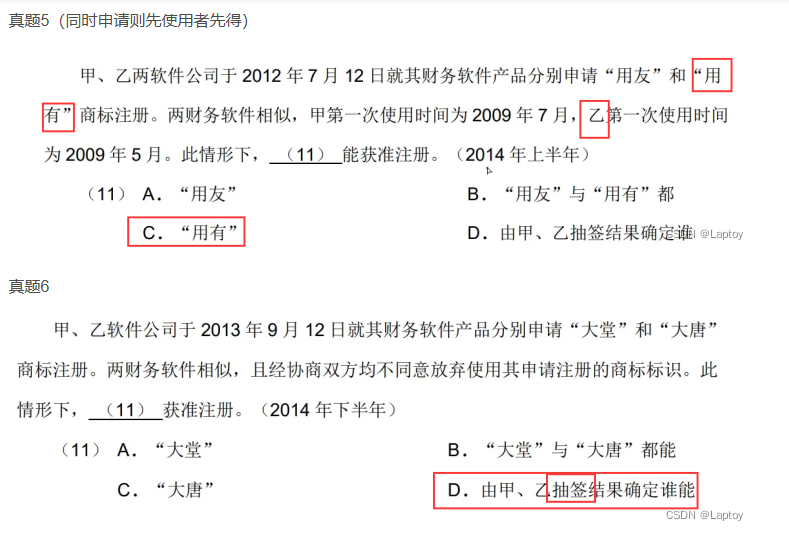 真题5（同时申请则先使用者先得）
甲、乙两软件公司于 2012 年 7 月 12 日就其财务软件产品分别申请“用友”和“用
有”商标注册。两财务软件相似，甲第一次使用时间为 2009 年 7 月，乙第一次使用时间
为 2009 年 5 月。此情形下，（11）能获准注册。（2014 年上半年）
（11）A．“用友” B．“用友”与“用有”都
C．“用有” D．由甲、乙抽签结果确定谁
CSDN @Laptoy
真题6
甲、乙软件公司于 2013 年 9 月 12 日就其财务软件产品分别申请“大堂”和“大唐”
商标注册。两财务软件相似，且经协商双方均不同意放弃使用其申请注册的商标标识。此
情形下，（11）获准注册。（2014 年下半年）
（11）A．“大堂” B．“大堂”与“大唐”都能
C．“大唐” D．由甲、乙抽签结果确定谁能
CSDN @Laptoy